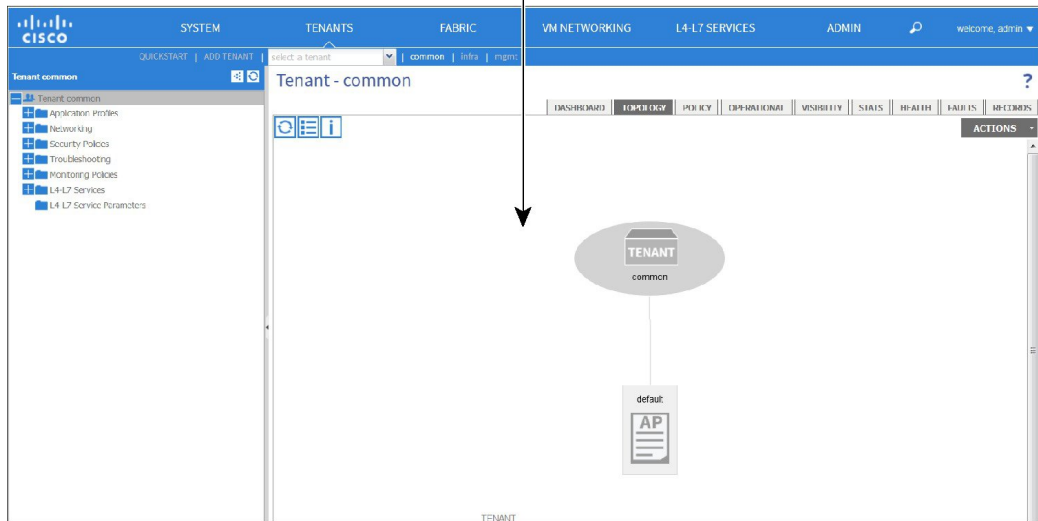 CISCO
SYSTEM TENANTS FABRIC VM NETWORKING L4-L7 SERVICES ADMIN welcome, admin
QUICKSTART | ADD TENANT | select a tenant | common | infra | mgmt
Tenant common
Tenant common
Application Profiles
Networking
Security Policies
Troubleshooting
Monitoring Policies
L4-L7 Services
L4-L7 Service Parameters
Tenant - common
?
DASHBOARD TOPOLOGY POLICY OPERATIONAL VISIBILITY STATS HEALTH FAULTS RECORDS
i
ACTIONS
TENANT
common
default
AP
TENANT